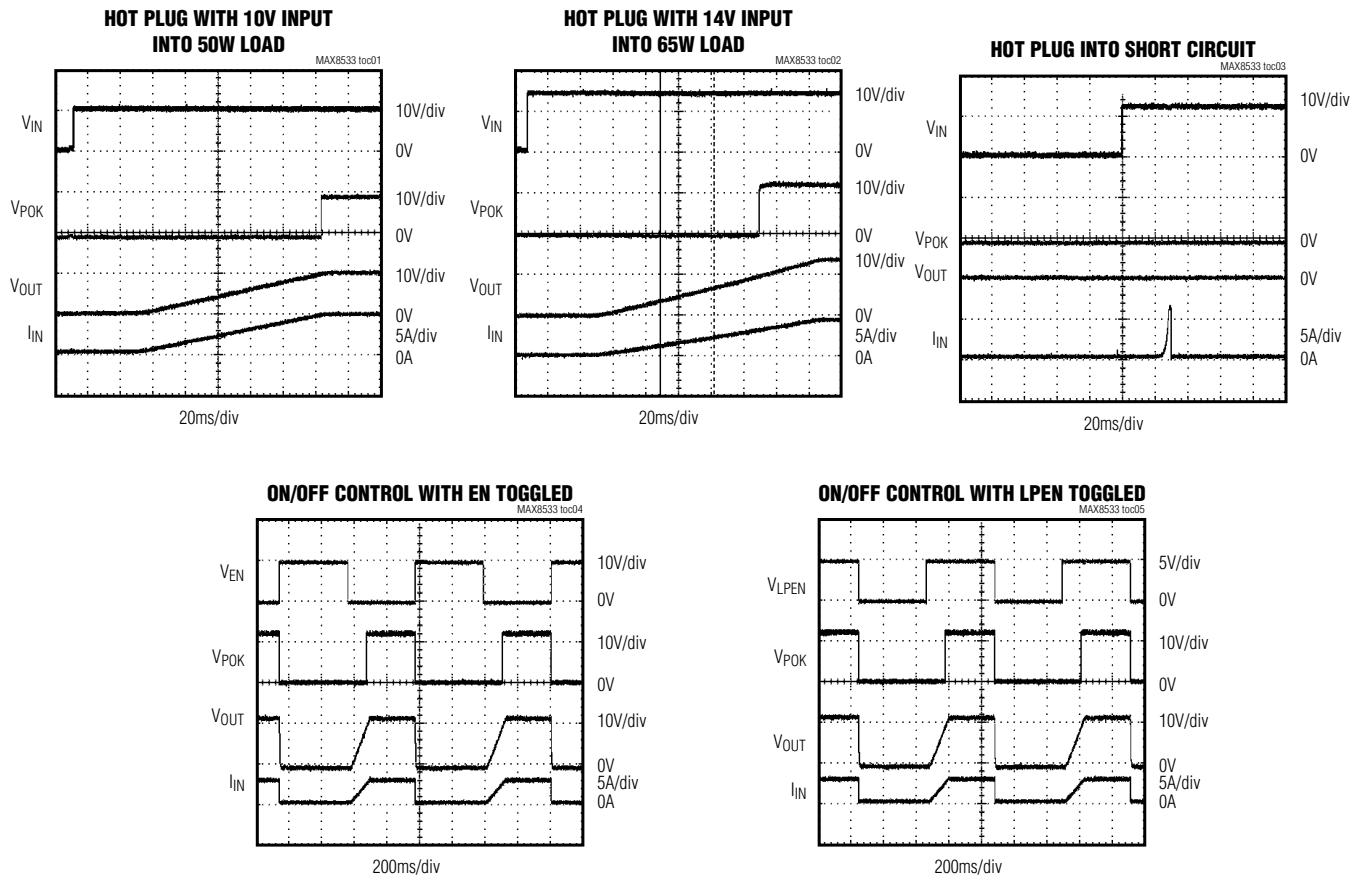 HOT PLUG WITH 10V INPUT
INTO 50W LOAD
MAX8533 toc01
VIN
10V/div
0V
VPOK
10V/div
0V
VOUT
10V/div
0V
IIN
5A/div
0A
20ms/div
HOT PLUG WITH 14V INPUT
INTO 65W LOAD
MAX8533 toc02
VIN
10V/div
0V
VPOK
10V/div
0V
VOUT
10V/div
0V
IIN
5A/div
0A
20ms/div
HOT PLUG INTO SHORT CIRCUIT
MAX8533 toc03
VIN
10V/div
0V
VPOK
0V
VOUT
0V
IIN
5A/div
0A
20ms/div
ON/OFF CONTROL WITH EN TOGGLED
MAX8533 toc04
VEN
10V/div
0V
VPOK
10V/div
0V
VOUT
10V/div
0V
IIN
5A/div
0A
200ms/div
ON/OFF CONTROL WITH LPEN TOGGLED
MAX8533 toc05
VLPEN
5V/div
0V
VPOK
10V/div
0V
VOUT
10V/div
0V
IIN
5A/div
0A
200ms/div